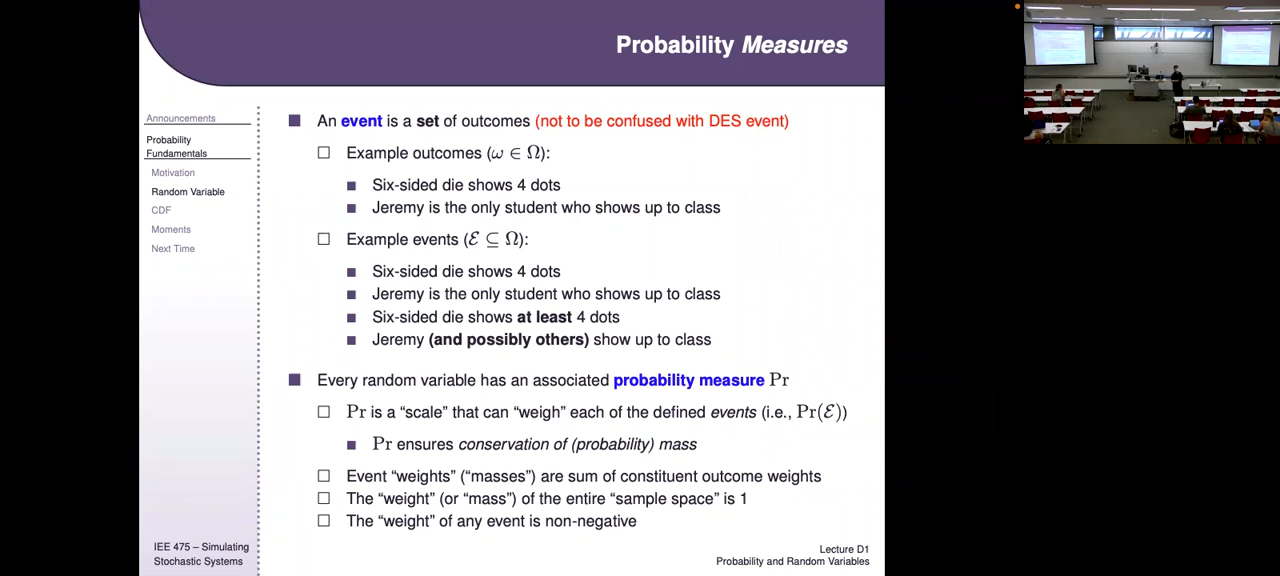 Probability Measures
Announcements
Probability
Fundamentals
Motivation
Random Variable
CDF
Moments
Next Time
An event is a set of outcomes (not to be confused with DES event)
Example outcomes (ω ∈ Ω):
Six-sided die shows 4 dots
Jeremy is the only student who shows up to class
Example events (ℰ ⊆ Ω):
Six-sided die shows 4 dots
Jeremy is the only student who shows up to class
Six-sided die shows at least 4 dots
Jeremy (and possibly others) show up to class
Every random variable has an associated probability measure Pr
Pr is a “scale” that can “weigh” each of the defined events (i.e., Pr(ℰ))
Pr ensures conservation of (probability) mass
Event “weights” (“masses”) are sum of constituent outcome weights
The “weight” (or “mass”) of the entire “sample space” is 1
The “weight” of any event is non-negative
IEE 475 – Simulating
Stochastic Systems
Lecture D1
Probability and Random Variables